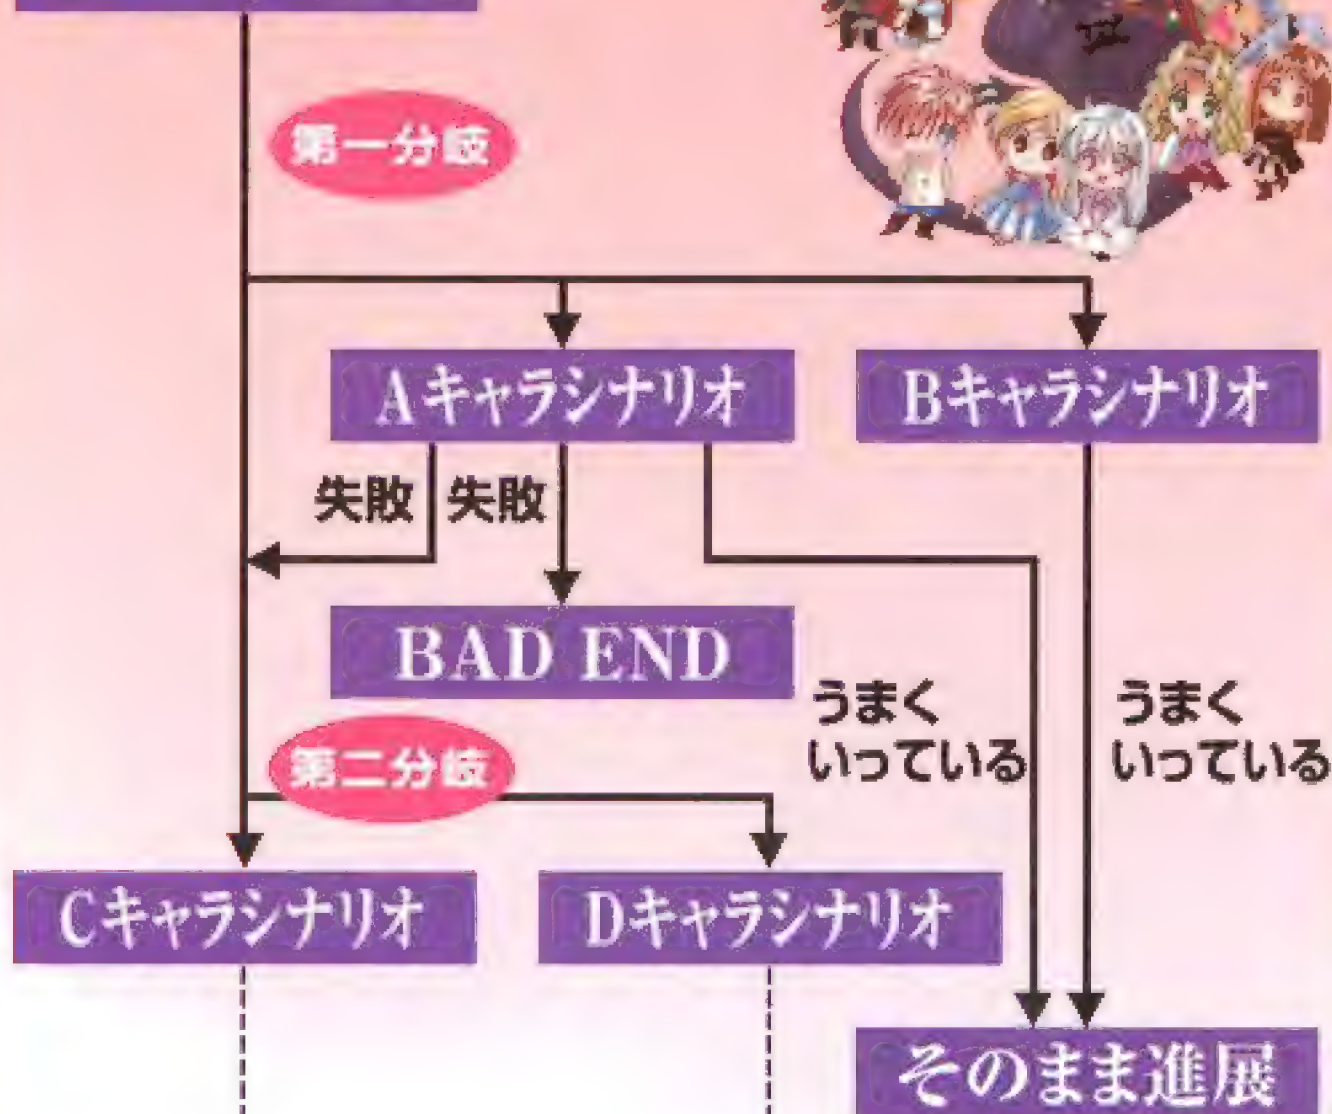 第一分岐
Aキャラシナリオ
Bキャラシナリオ
失敗
失敗
BAD END
うまく
いっている
うまく
いっている
第二分岐
Cキャラシナリオ
Dキャラシナリオ
そのまま進展